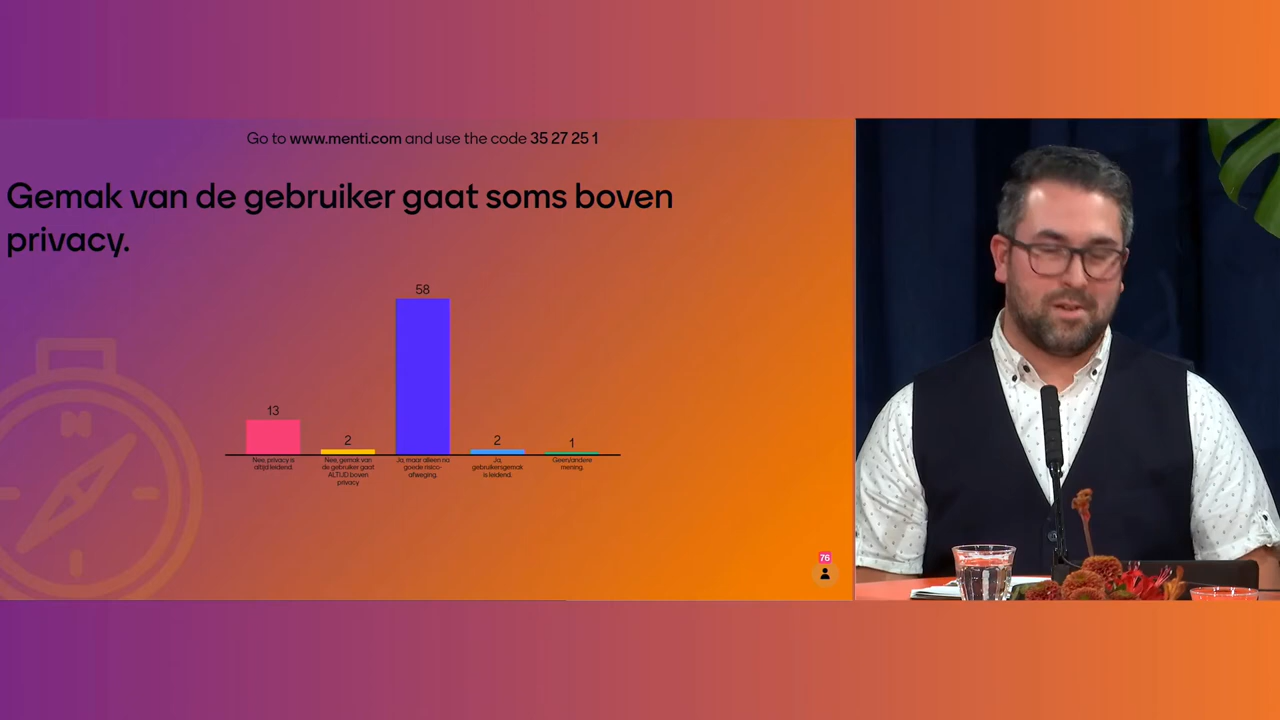 Go to www.menti.com and use the code 35 27 25 1
Gemak van de gebruiker gaat soms boven
privacy.
58
13
2
2
1
Nee, privacy is
altijd leidend.
Nee, gemak van
de gebruiker gaat
ALTIJD boven
privacy
Ja, maar alleen na
goede risico-
afweging.
Ja,
gebruikersgemak
is leidend.
Geen/andere
mening.
76
N